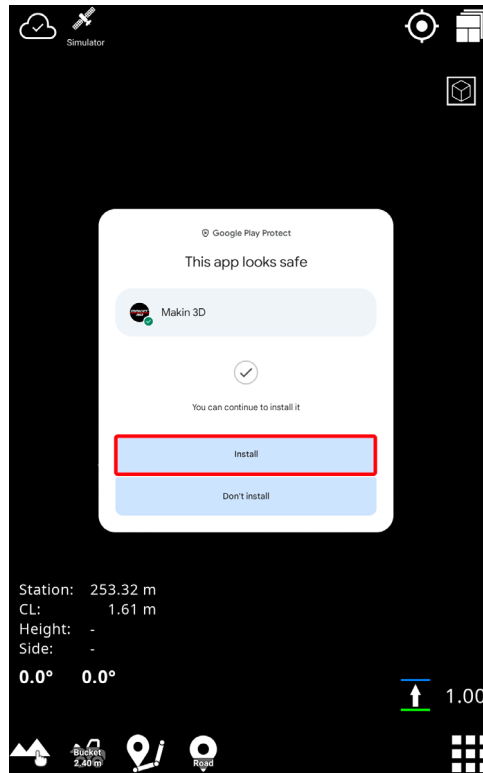 Simulator
Google Play Protect
This app looks safe
Makin 3D
You can continue to install it
Install
Don't install
Station: 253.32 m
CL: 1.61 m
Height: -
Side: -
0.0° 0.0°
1.00
Bucket
2.40 m
Road